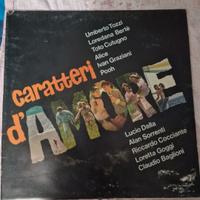 Umberto Tozzi
Loredana Bertè
Toto Cutugno
Alice
Ivan Graziani
Pooh
caratteri
d'AMORE
Lucio Dalla
Alan Sorrenti
Riccardo Cocciante
Loretta Goggi
Claudio Baglioni